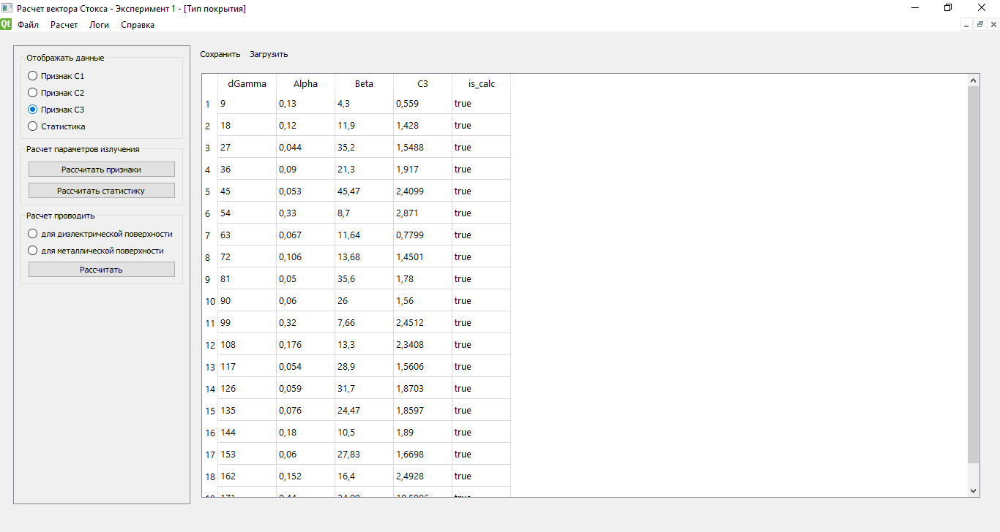 Расчет вектора Стокса - Эксперимент 1 - [Тип покрытия]
Qt Файл Расчет Логи Справка
Отображать данные
Признак C1
Признак C2
Признак C3
Статистика
Расчет параметров излучения
Рассчитать признаки
Рассчитать статистику
Расчет проводить
для диэлектрической поверхности
для металлической поверхности
Рассчитать
Сохранить Загрузить
dGamma Alpha Beta C3 is_calc
1 9 0,13 4,3 0,559 true
2 18 0,12 11,9 1,428 true
3 27 0,044 35,2 1,5488 true
4 36 0,09 21,3 1,917 true
5 45 0,053 45,47 2,4099 true
6 54 0,33 8,7 2,871 true
7 63 0,067 11,64 0,7799 true
8 72 0,106 13,68 1,4501 true
9 81 0,05 35,6 1,78 true
10 90 0,06 26 1,56 true
11 99 0,32 7,66 2,4512 true
12 108 0,176 13,3 2,3408 true
13 117 0,054 28,9 1,5606 true
14 126 0,059 31,7 1,8703 true
15 135 0,076 24,47 1,8597 true
16 144 0,18 10,5 1,89 true
17 153 0,06 27,83 1,6698 true
18 162 0,152 16,4 2,4928 true